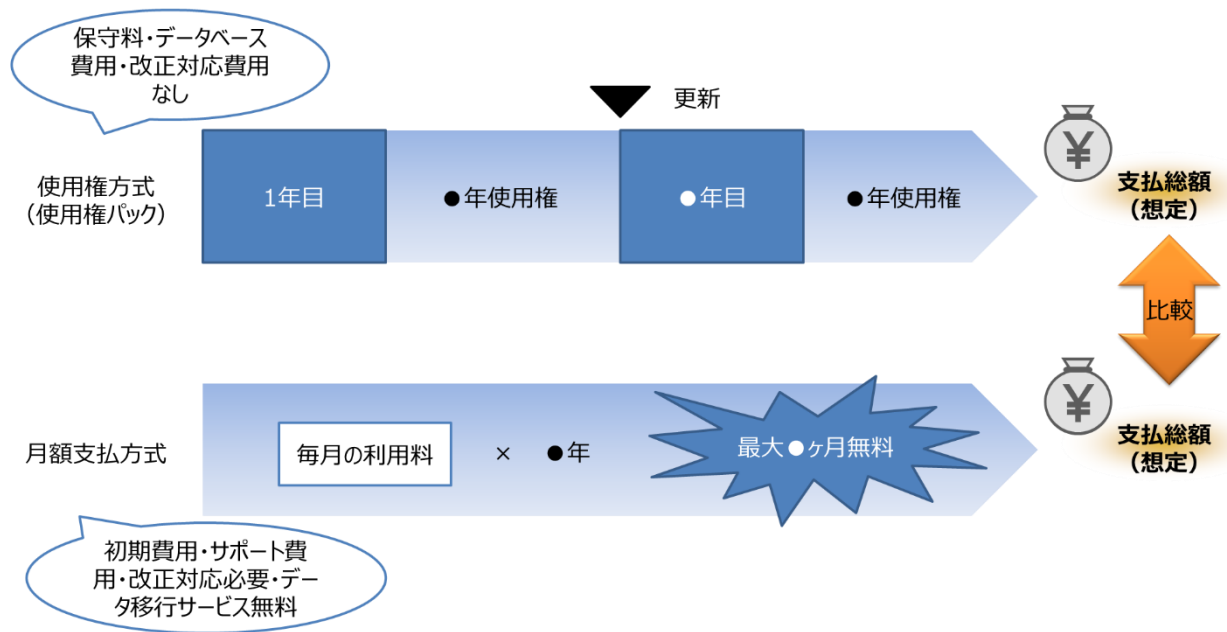 保守料・データベース
費用・改正対応費用
なし
更新
使用権方式
（使用権パック）
1年目
●年使用権
●年目
●年使用権
¥
支払総額
（想定）
比較
月額支払方式
毎月の利用料
×
●年
最大●ヶ月無料
¥
支払総額
（想定）
初期費用・サポート費
用・改正対応必要・デー
タ移行サービス無料